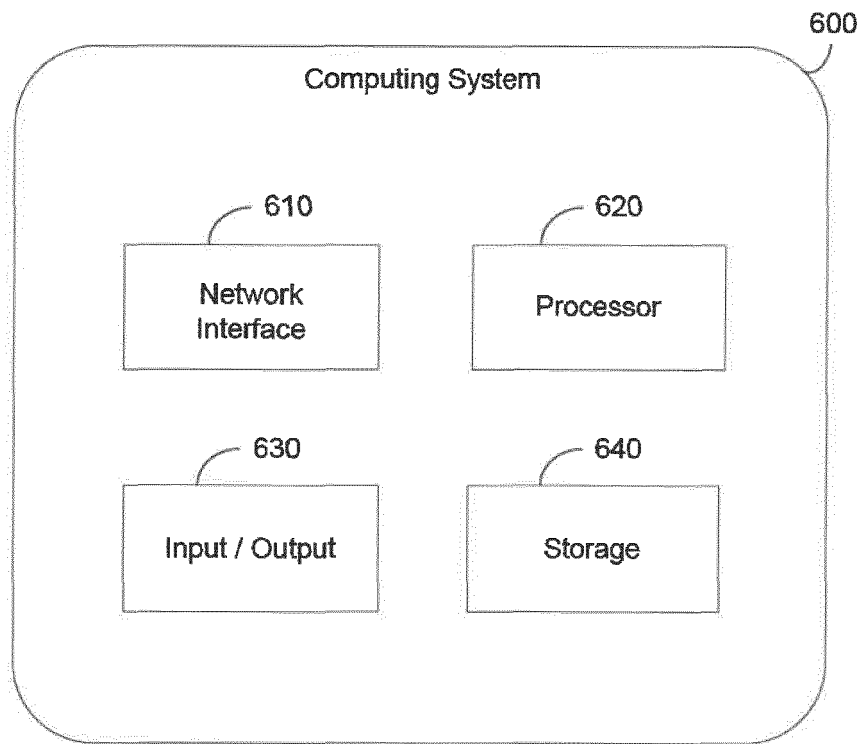 600
Computing System
610
620
Network
Interface
Processor
630
640
Input / Output
Storage